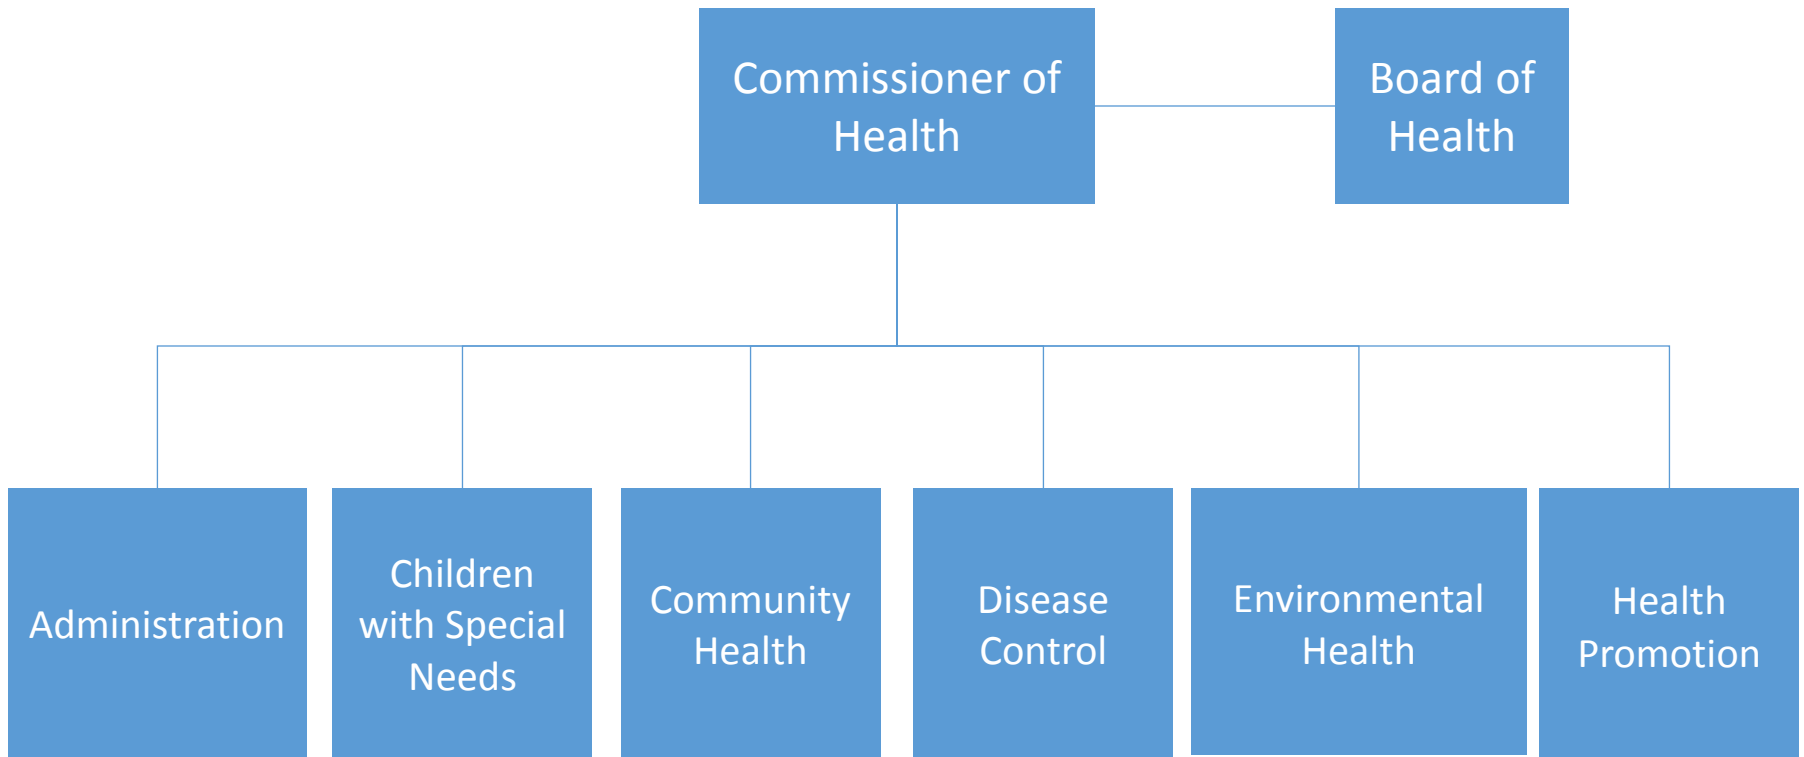 Commissioner of
Health
Board of
Health
Administration
Children
with Special
Needs
Community
Health
Disease
Control
Environmental
Health
Health
Promotion